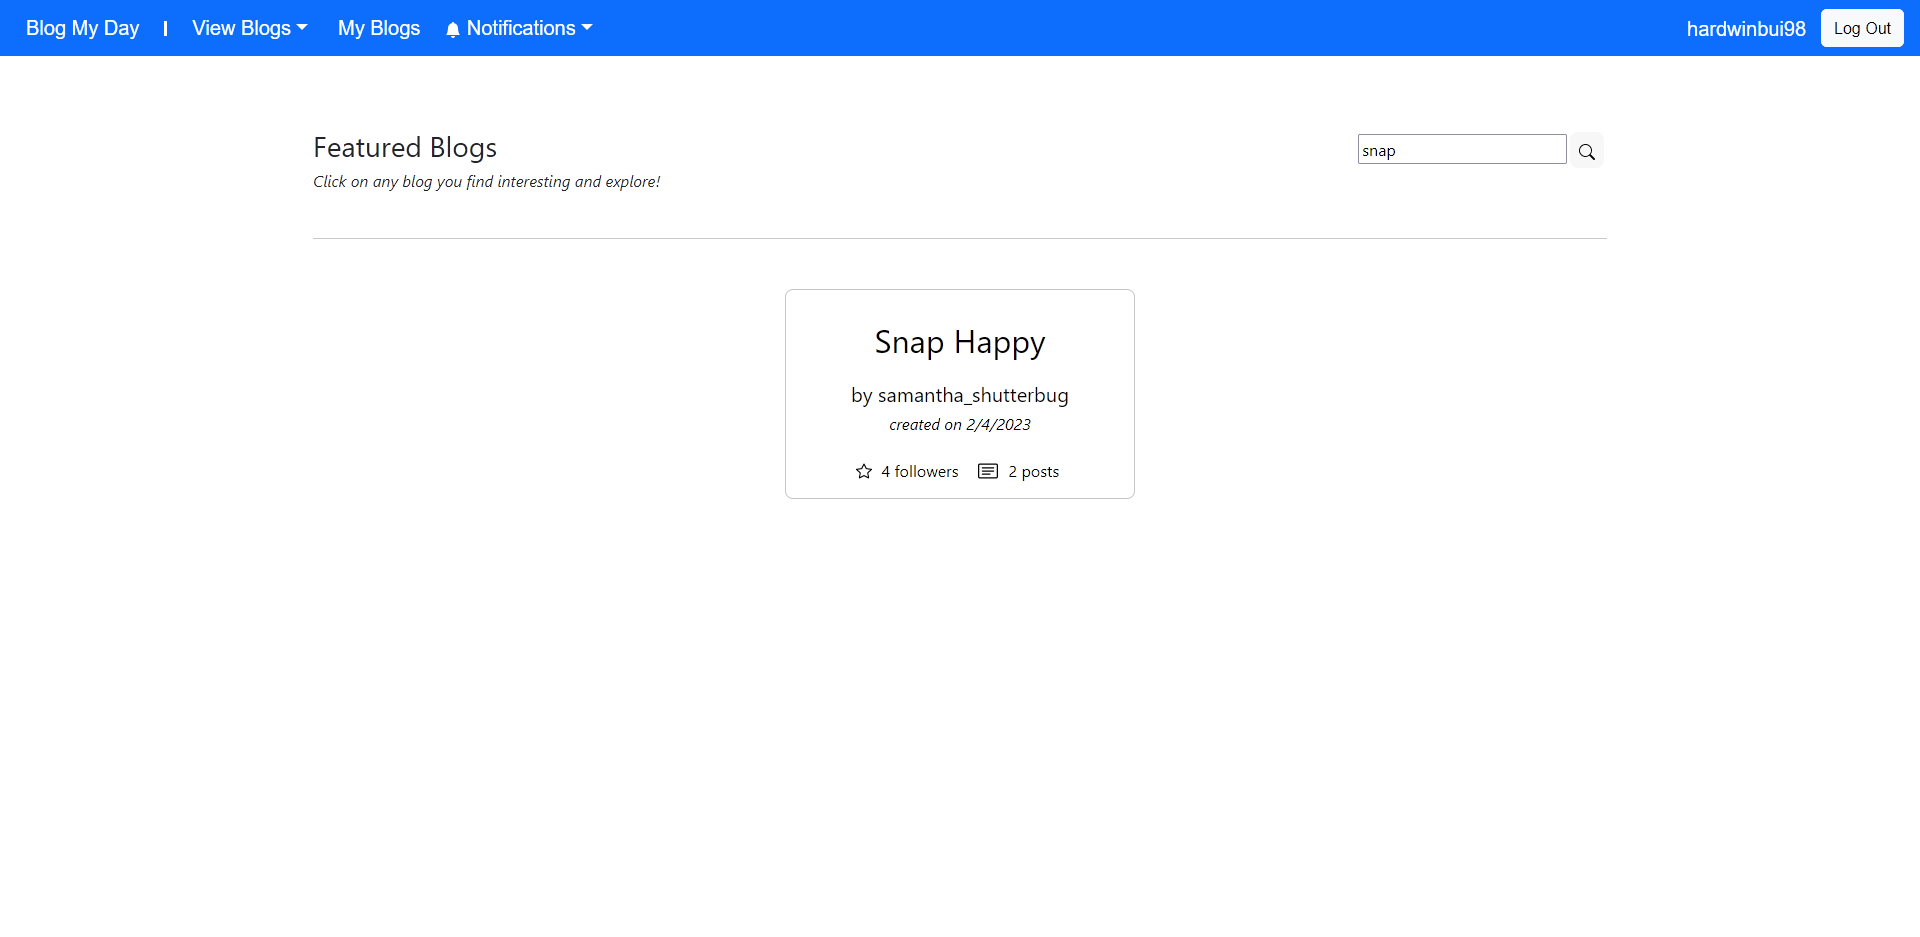 Blog My Day | View Blogs My Blogs Notifications hardwinbui98 Log Out
Featured Blogs
snap
Click on any blog you find interesting and explore!
Snap Happy
by samantha_shutterbug
created on 2/4/2023
4 followers 2 posts